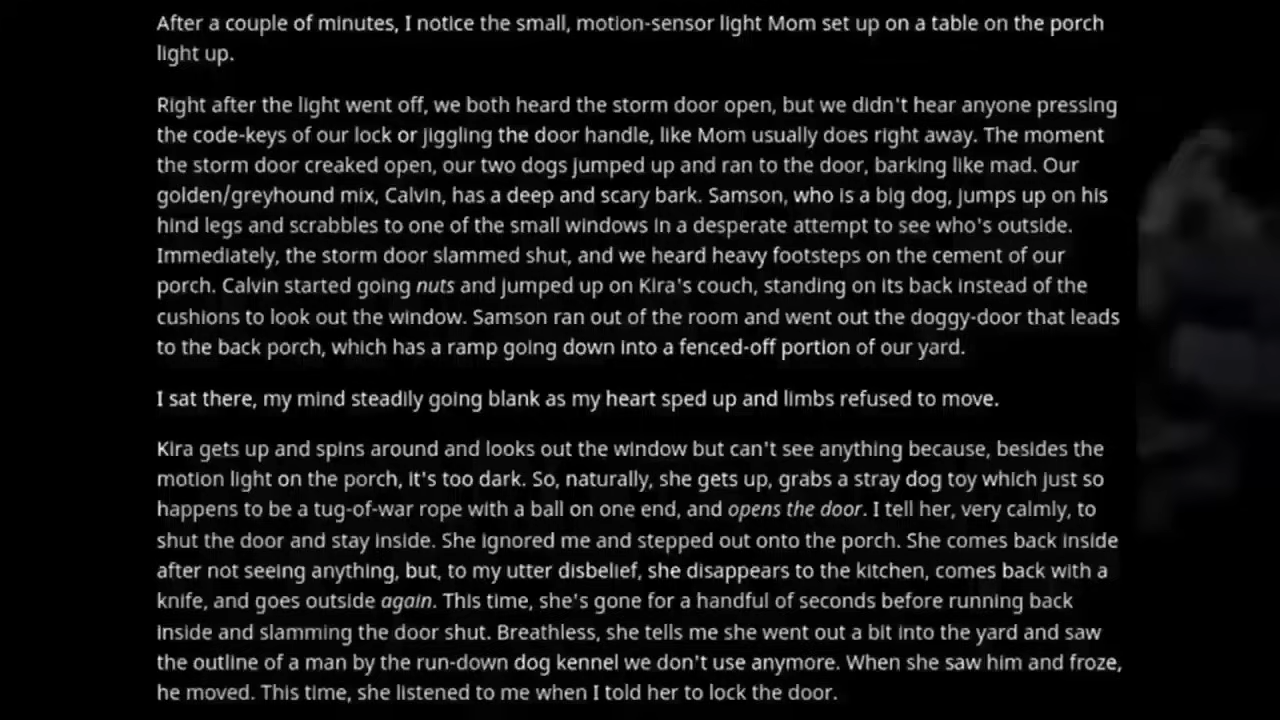 After a couple of minutes, I notice the small, motion-sensor light Mom set up on a table on the porch
light up.
Right after the light went off, we both heard the storm door open, but we didn't hear anyone pressing
the code-keys of our lock or jiggling the door handle, like Mom usually does right away. The moment
the storm door creaked open, our two dogs jumped up and ran to the door, barking like mad. Our
golden/greyhound mix, Calvin, has a deep and scary bark. Samson, who is a big dog, jumps up on his
hind legs and scrabbles to one of the small windows in a desperate attempt to see who's outside.
Immediately, the storm door slammed shut, and we heard heavy footsteps on the cement of our
porch. Calvin started going nuts and jumped up on Kira's couch, standing on its back instead of the
cushions to look out the window. Samson ran out of the room and went out the doggy-door that leads
to the back porch, which has a ramp going down into a fenced-off portion of our yard.
I sat there, my mind steadily going blank as my heart sped up and limbs refused to move.
Kira gets up and spins around and looks out the window but can't see anything because, besides the
motion light on the porch, it's too dark. So, naturally, she gets up, grabs a stray dog toy which just so
happens to be a tug-of-war rope with a ball on one end, and opens the door. I tell her, very calmly, to
shut the door and stay inside. She ignored me and stepped out onto the porch. She comes back inside
after not seeing anything, but, to my utter disbelief, she disappears to the kitchen, comes back with a
knife, and goes outside again. This time, she's gone for a handful of seconds before running back
inside and slamming the door shut. Breathless, she tells me she went out a bit into the yard and saw
the outline of a man by the run-down dog kennel we don't use anymore. When she saw him and froze,
he moved. This time, she listened to me when I told her to lock the door.